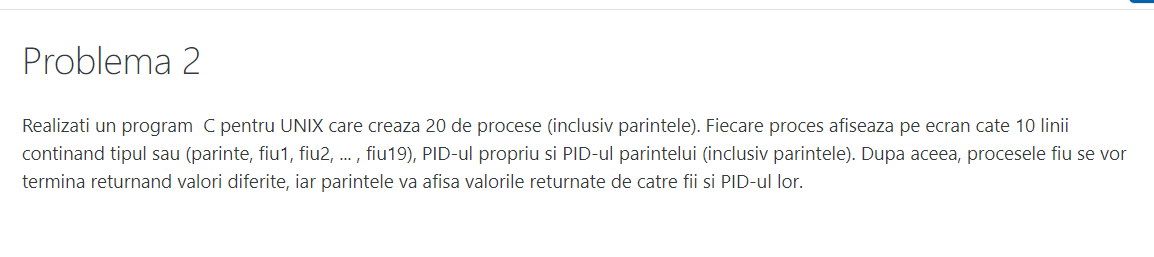 Problema 2
Realizati un program  C pentru UNIX care creaza 20 de procese (inclusiv parintele). Fiecare proces afiseaza pe ecran cate 10 linii
continand tipul sau (parinte, fiu1, fiu2, ... , fiu19), PID-ul propriu si PID-ul parintelui (inclusiv parintele). Dupa aceea, procesele fiu se vor
termina returnand valori diferite, iar parintele va afisa valorile returnate de catre fii si PID-ul lor.